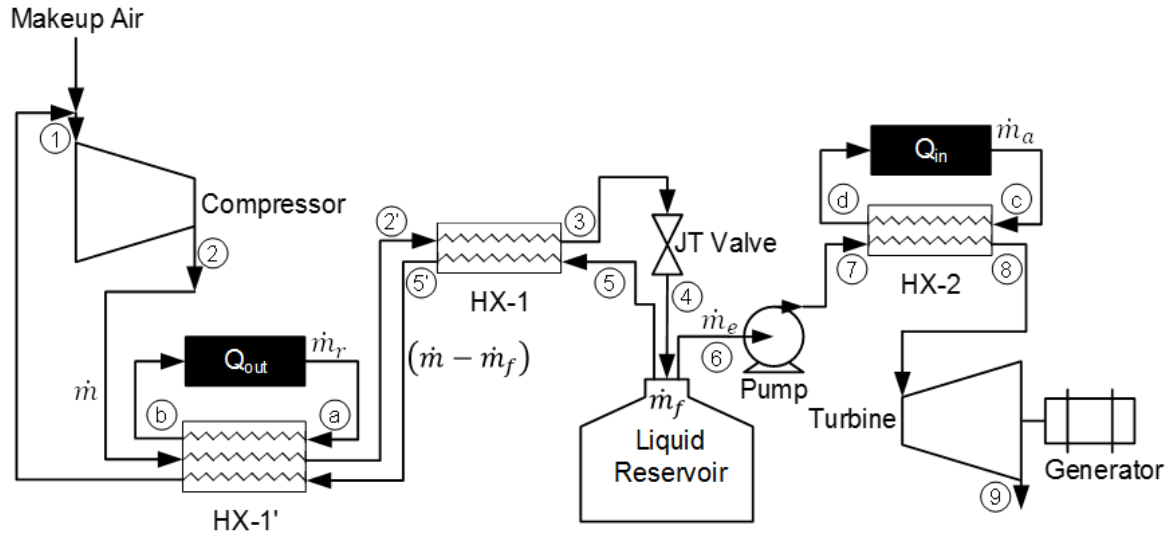 Makeup Air
1
Compressor
2
ṁ
Q_out
ṁ_r
b
a
HX-1'
2'
3
5'
5
HX-1
(ṁ − ṁ_f)
JT Valve
4
ṁ_e
6
Pump
ṁ_f
Liquid
Reservoir
Q_in
ṁ_a
d
c
7
8
HX-2
Turbine
Generator
9